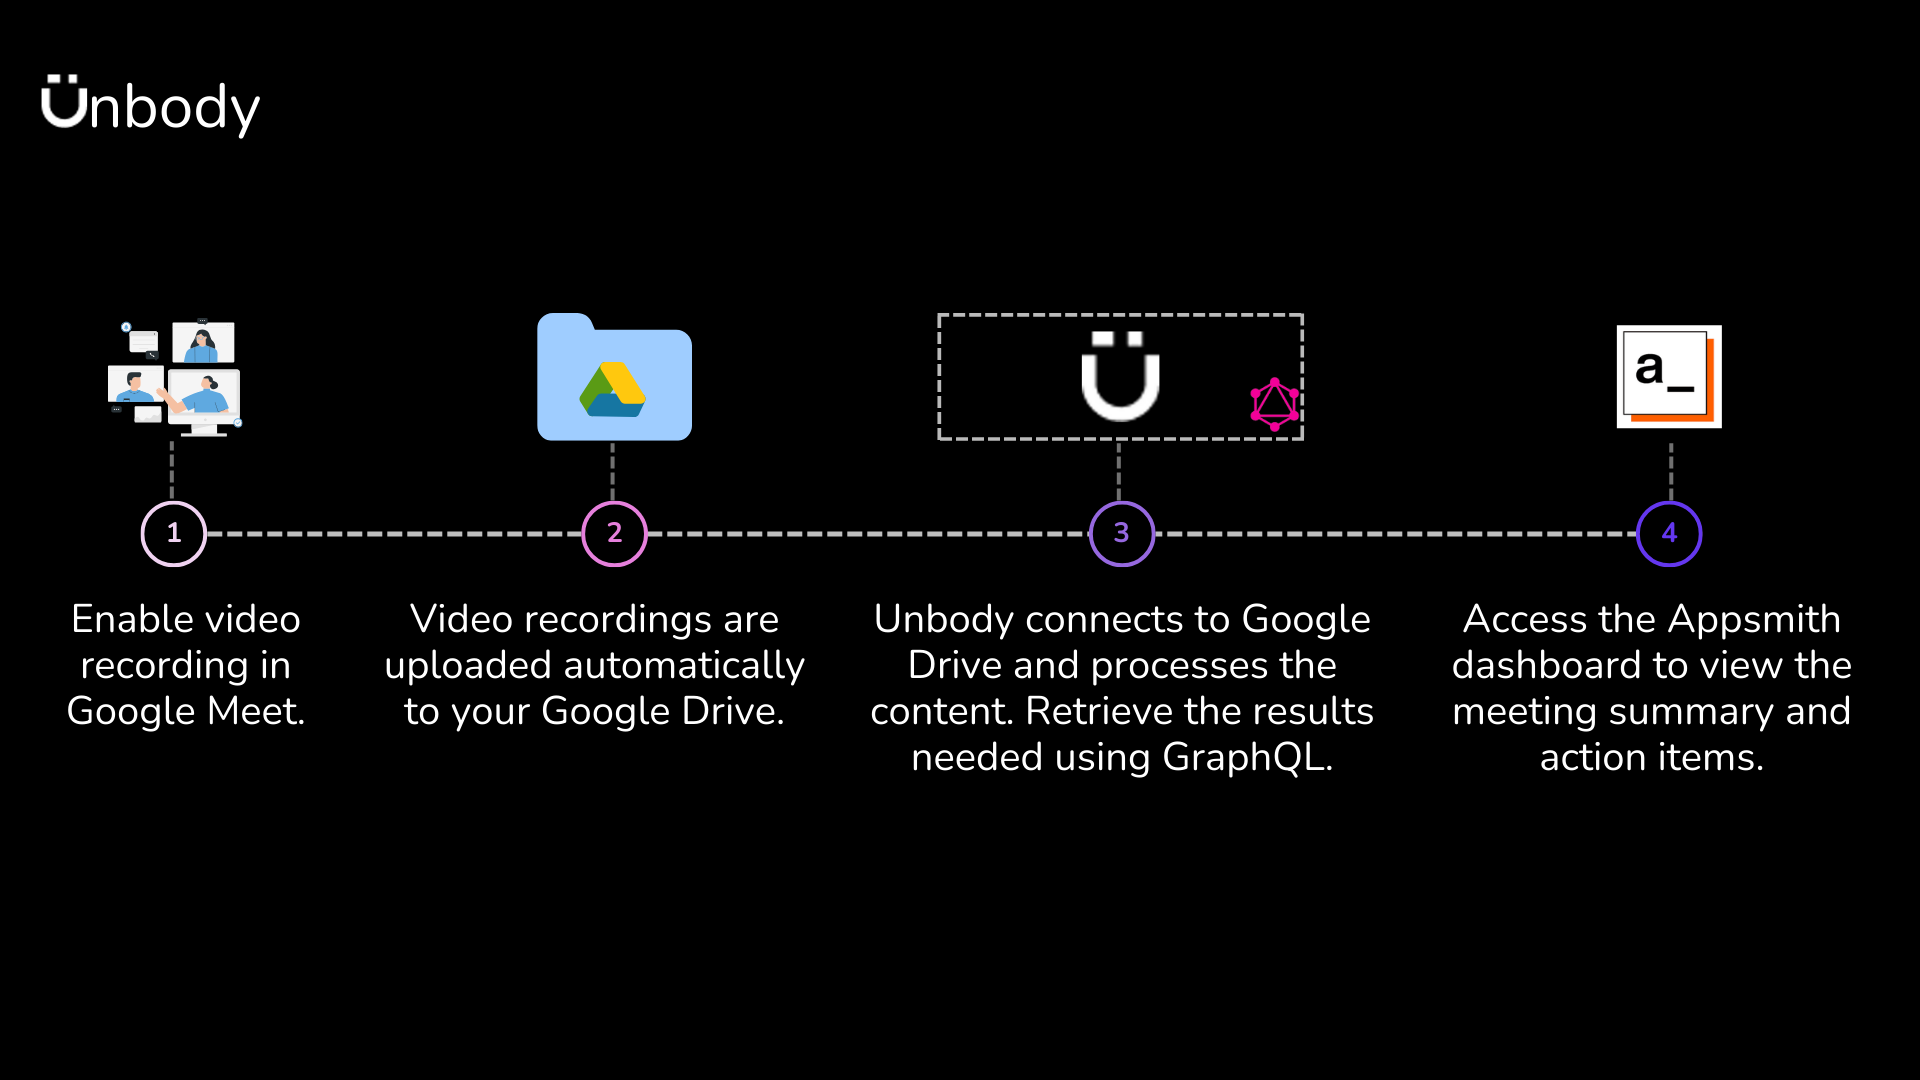 Ünbody
a_
1
2
3
4
Enable video
recording in
Google Meet.
Video recordings are
uploaded automatically
to your Google Drive.
Unbody connects to Google
Drive and processes the
content. Retrieve the results
needed using GraphQL.
Access the Appsmith
dashboard to view the
meeting summary and
action items.